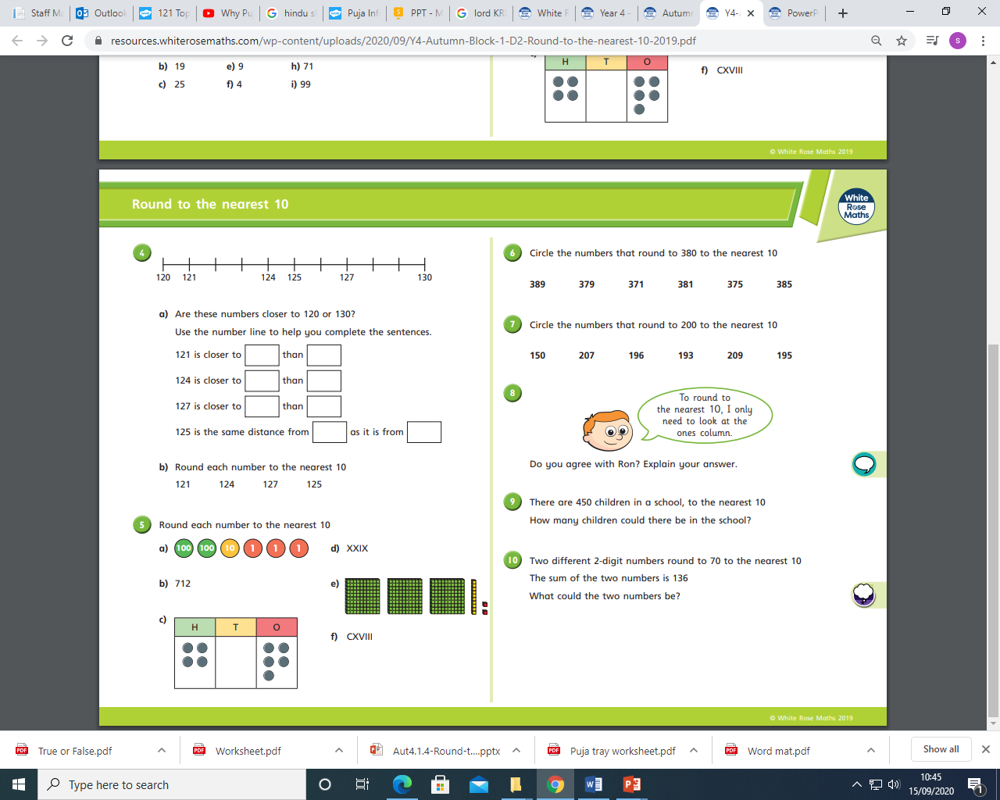 Staff Ma
Outlook
121 Top
Why Pu
hindu s
Puja Inf
PPT - M
lord KR
White R
Year 4 -
Autumn
Y4-
PowerP
resources.whiterosemaths.com/wp-content/uploads/2020/09/Y4-Autumn-Block-1-D2-Round-to-the-nearest-10-2019.pdf
S
b) 19 e) 9 h) 71
c) 25 f) 4 i) 99
H T O
f) CXVIII
© White Rose Maths 2019
Round to the nearest 10
White
Rose
Maths
4
120 121 124 125 127 130
a) Are these numbers closer to 120 or 130?
Use the number line to help you complete the sentences.
121 is closer to than
124 is closer to than
127 is closer to than
125 is the same distance from as it is from
b) Round each number to the nearest 10
121 124 127 125
5 Round each number to the nearest 10
a) 100 100 10 1 1 1 d) XXIX
b) 712 e)
c) H T O
f) CXVIII
6 Circle the numbers that round to 380 to the nearest 10
389 379 371 381 375 385
7 Circle the numbers that round to 200 to the nearest 10
150 207 196 193 209 195
8
To round to
the nearest 10, I only
need to look at the
ones column.
Do you agree with Ron? Explain your answer.
9 There are 450 children in a school, to the nearest 10
How many children could there be in the school?
10 Two different 2-digit numbers round to 70 to the nearest 10
The sum of the two numbers is 136
What could the two numbers be?
© White Rose Maths 2019
True or False.pdf
Worksheet.pdf
Aut4.1.4-Round-t....pptx
Puja tray worksheet.pdf
Word mat.pdf
Show all
Type here to search
10:45
15/09/2020
1